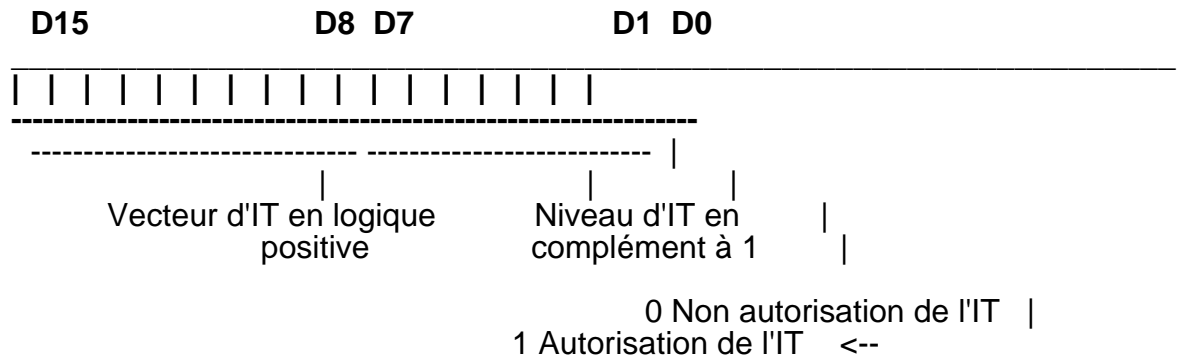 D15 D8 D7 D1 D0
__________________________________________________________________
| | | | | | | | | | | | | | | | |
-----------------------------------------------------------------
------------------------------- --------------------------- |
| | |
Vecteur d'IT en logique Niveau d'IT en |
positive complément à 1 |
0 Non autorisation de l'IT |
1 Autorisation de l'IT <--